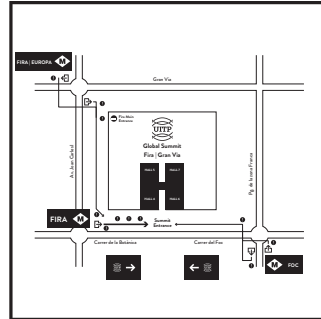 FIRA | EUROPA M
Gran Via
Fira Main
Entrance
UITP
Global Summit
Fira | Gran Via
Av. Joan Carles I
Pg. de la zona Franca
FIRA M
Summit
Entrance
Carrer de la Botànica
Carrer del Foc
M FOC